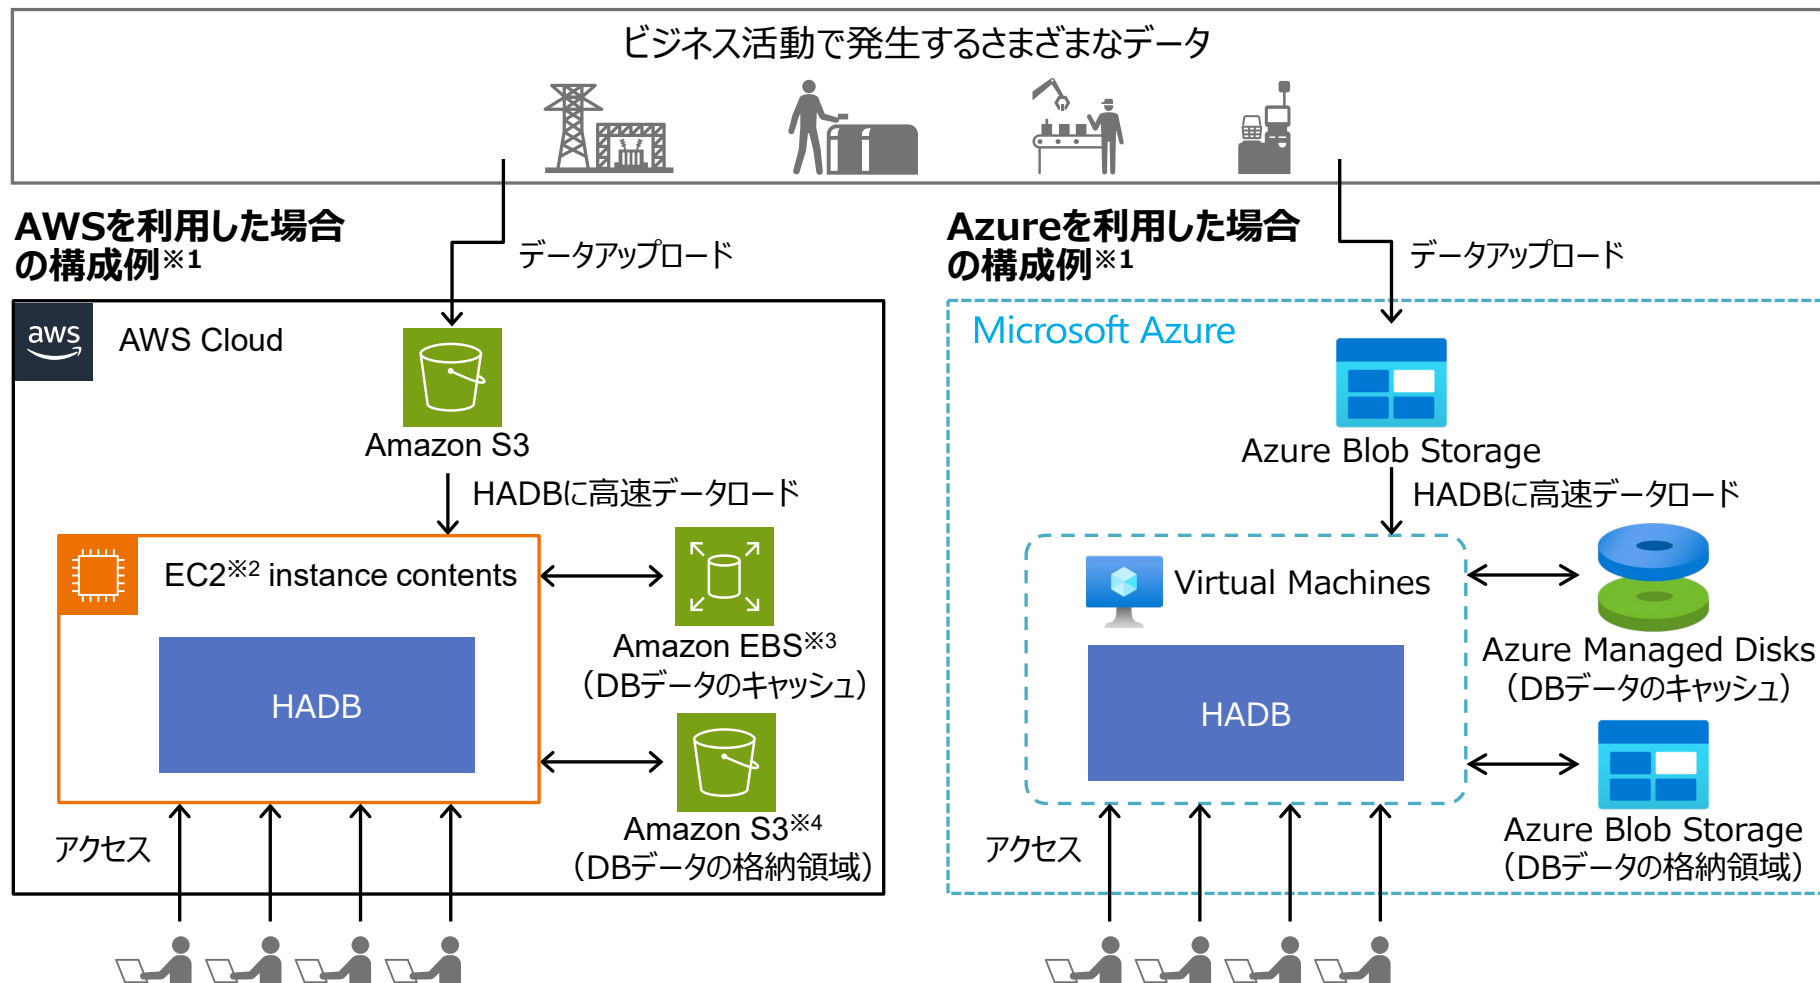 ビジネス活動で発生するさまざまなデータ
AWSを利用した場合
の構成例※1
データアップロード
aws
AWS Cloud
Amazon S3
HADBに高速データロード
EC2※2 instance contents
HADB
Amazon EBS※3
(DBデータのキャッシュ)
Amazon S3※4
(DBデータの格納領域)
アクセス
Azureを利用した場合
の構成例※1
データアップロード
Microsoft Azure
Azure Blob Storage
HADBに高速データロード
Virtual Machines
HADB
Azure Managed Disks
(DBデータのキャッシュ)
Azure Blob Storage
(DBデータの格納領域)
アクセス